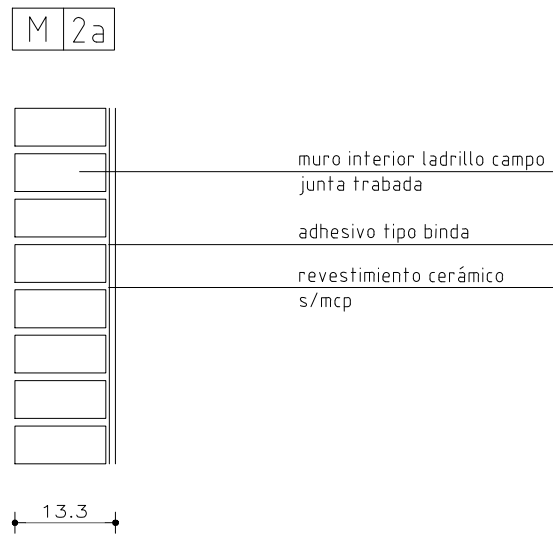 M 2a
muro interior ladrillo campo
junta trabada
adhesivo tipo binda
revestimiento cerámico
s/mcp
13.3